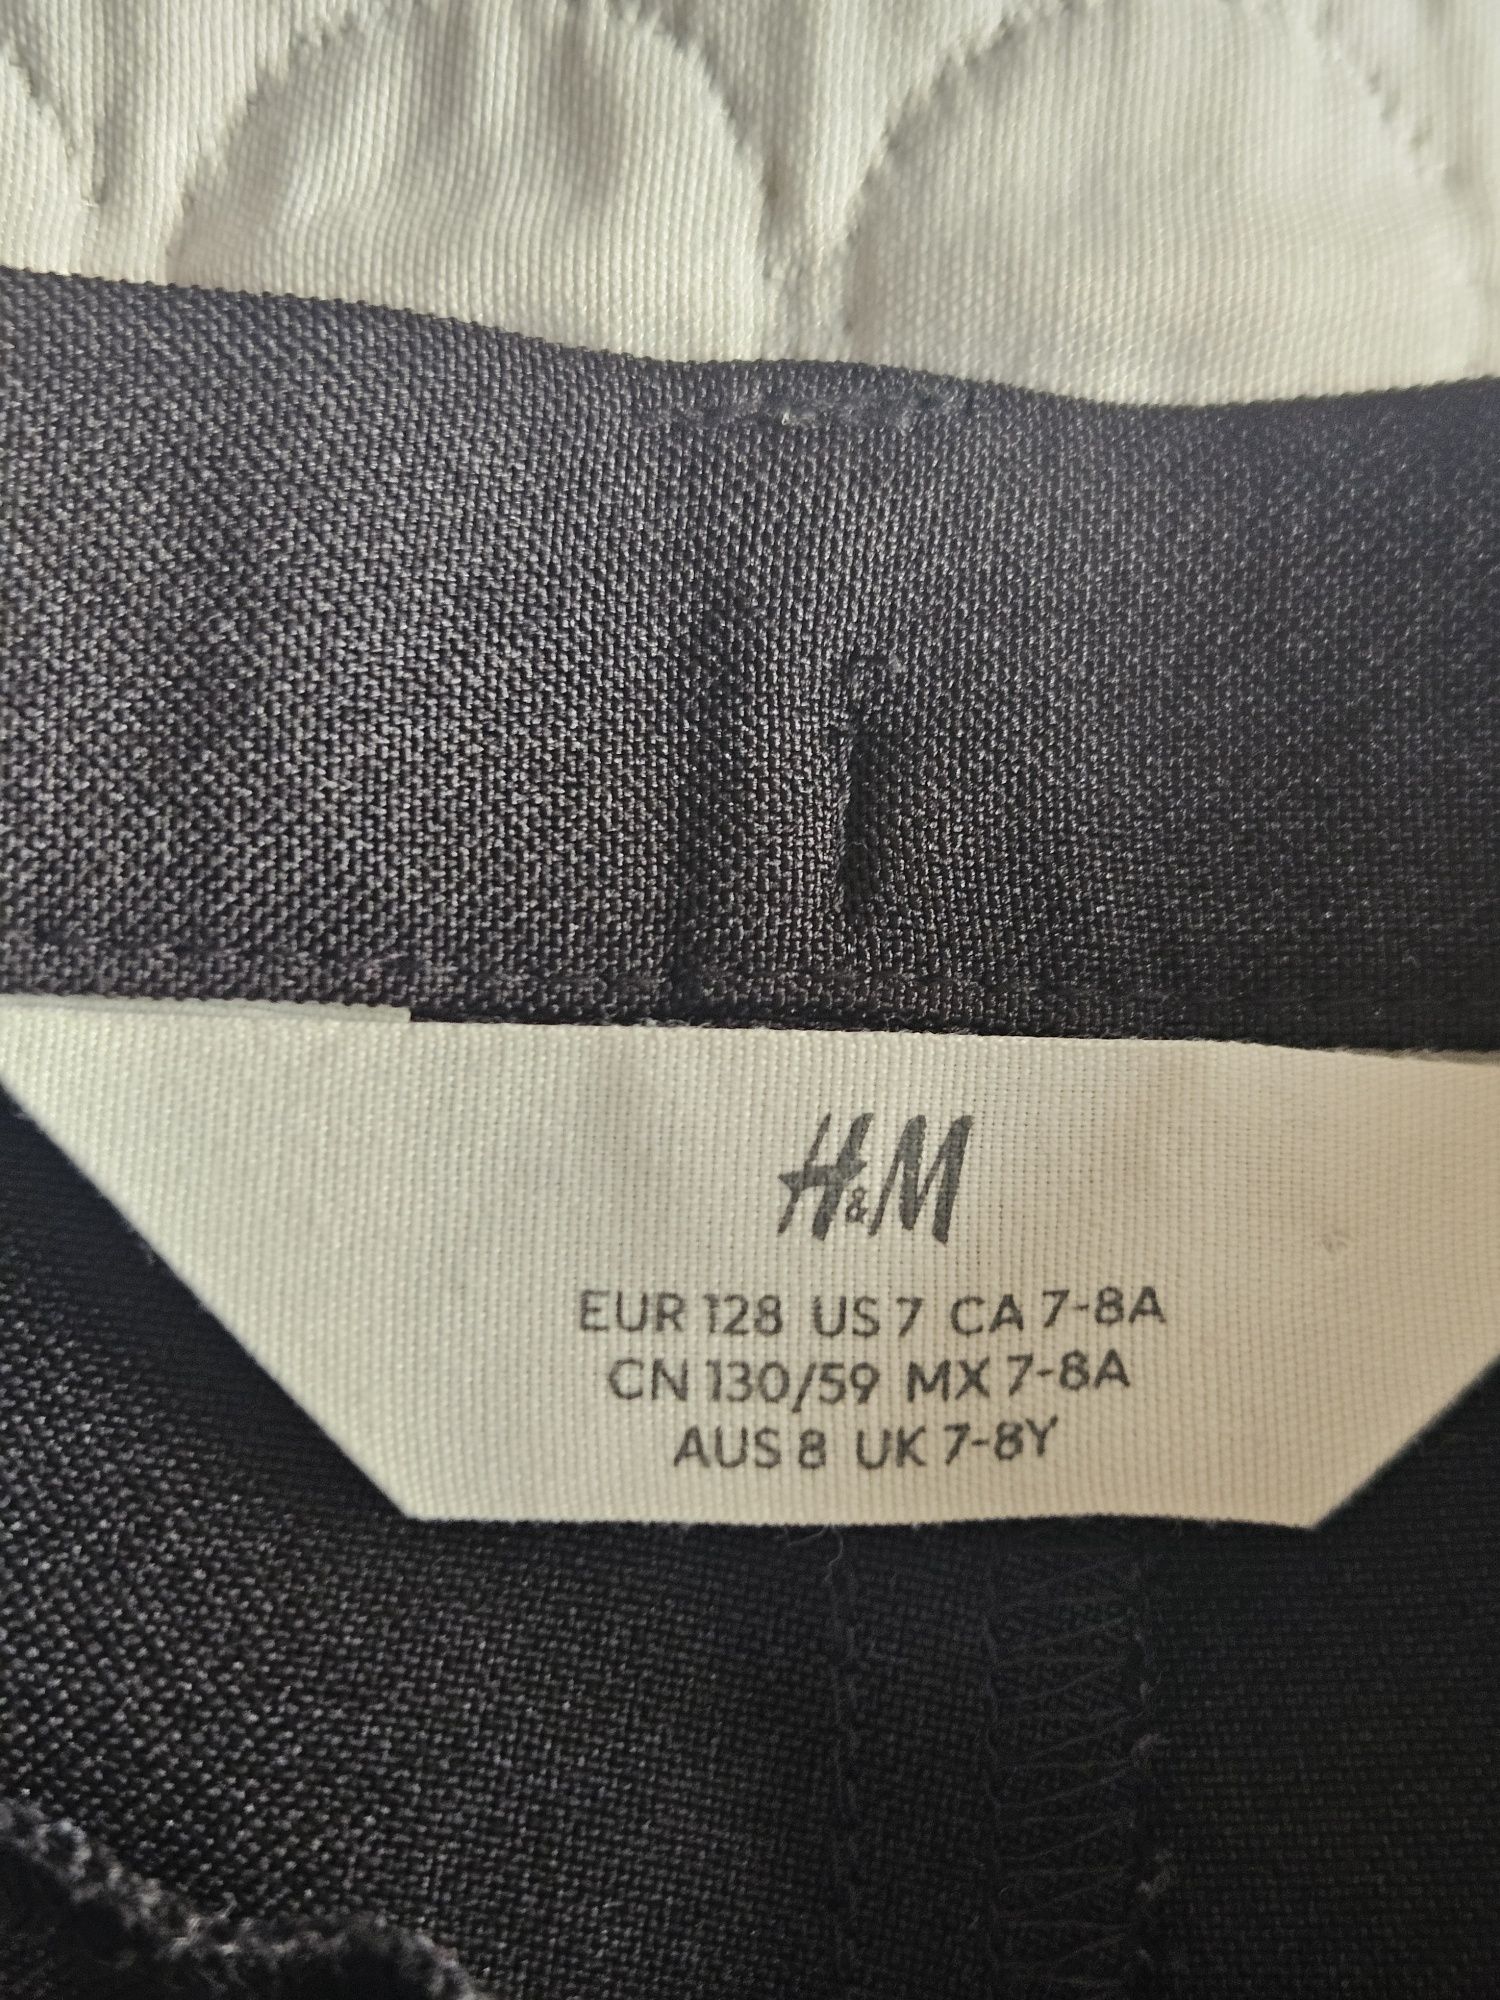 H&M
EUR 128 US 7 CA 7-8A
CN 130/59 MX 7-8A
AUS 8 UK 7-8Y